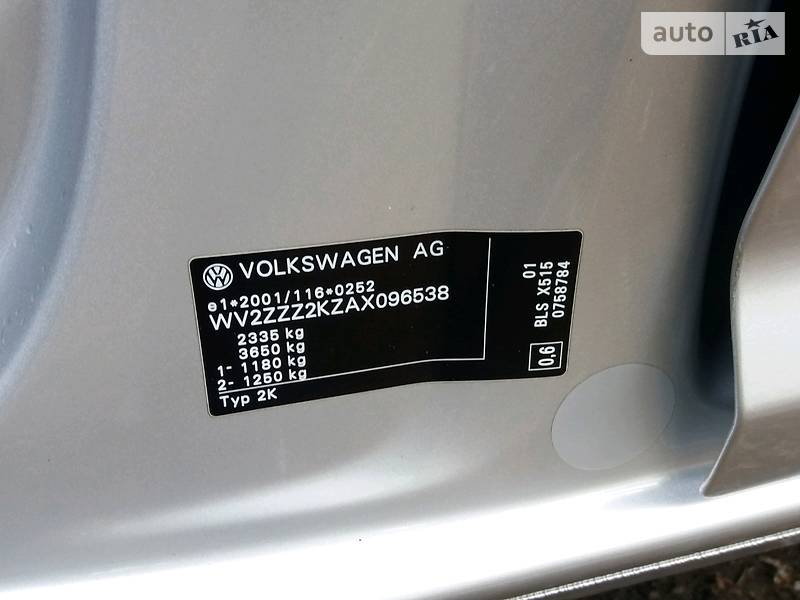 auto RIA
VOLKSWAGEN AG
e1*2001/116*0252
WV2ZZZ2KZAX096538
2335 kg
3650 kg
1- 1180 kg
2- 1250 kg
Typ 2K
01
BLS X515
0758784
0,6